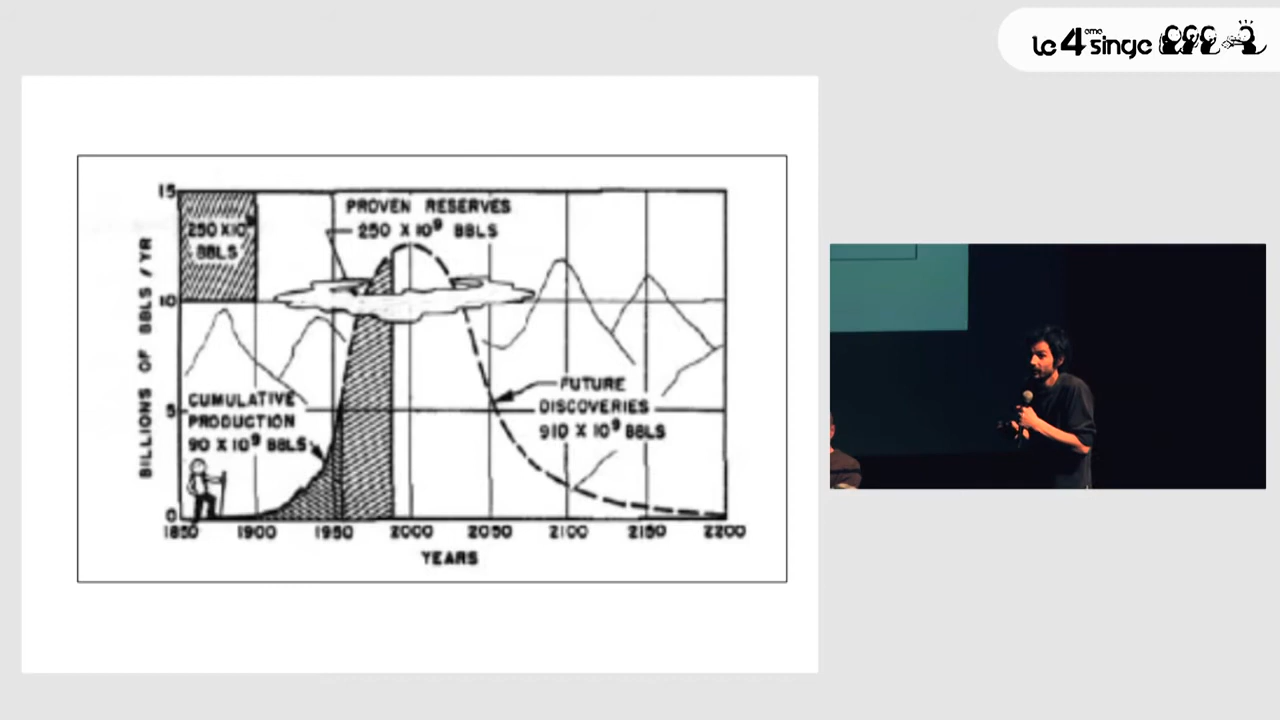 le 4ème singe
15
PROVEN RESERVES
250 X 10⁹ BBLS
250 X10⁹
BBLS
10
BILLIONS OF BBLS / YR
CUMULATIVE
PRODUCTION
90 X 10⁹ BBLS
FUTURE
DISCOVERIES
910 X 10⁹ BBLS
5
0
1850 1900 1950 2000 2050 2100 2150 2200
YEARS